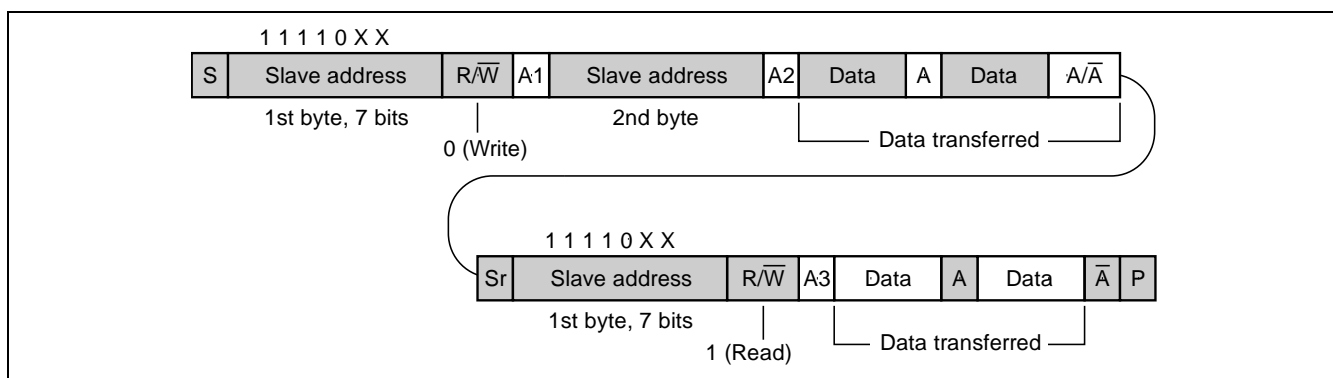 1 1 1 1 0 X X
S Slave address R/W̅ A1 Slave address A2 Data A Data A/A̅
1st byte, 7 bits 2nd byte Data transferred
0 (Write)
1 1 1 1 0 X X
Sr Slave address R/W̅ A3 Data A Data A̅ P
1st byte, 7 bits Data transferred
1 (Read)